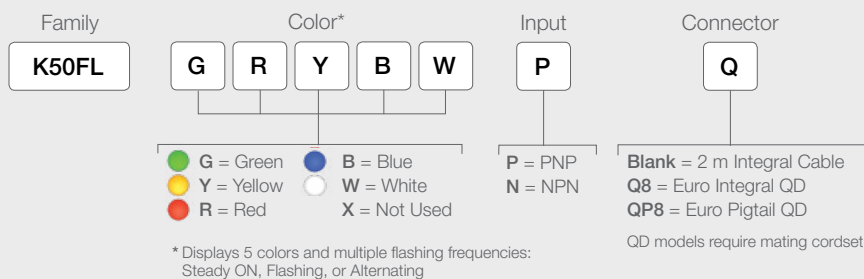 Family
Color*
Input
Connector
K50FL
G
R
Y
B
W
P
Q
G = Green
B = Blue
Y = Yellow
W = White
R = Red
X = Not Used
* Displays 5 colors and multiple flashing frequencies:
Steady ON, Flashing, or Alternating
P = PNP
N = NPN
Blank = 2 m Integral Cable
Q8 = Euro Integral QD
QP8 = Euro Pigtail QD
QD models require mating cordset